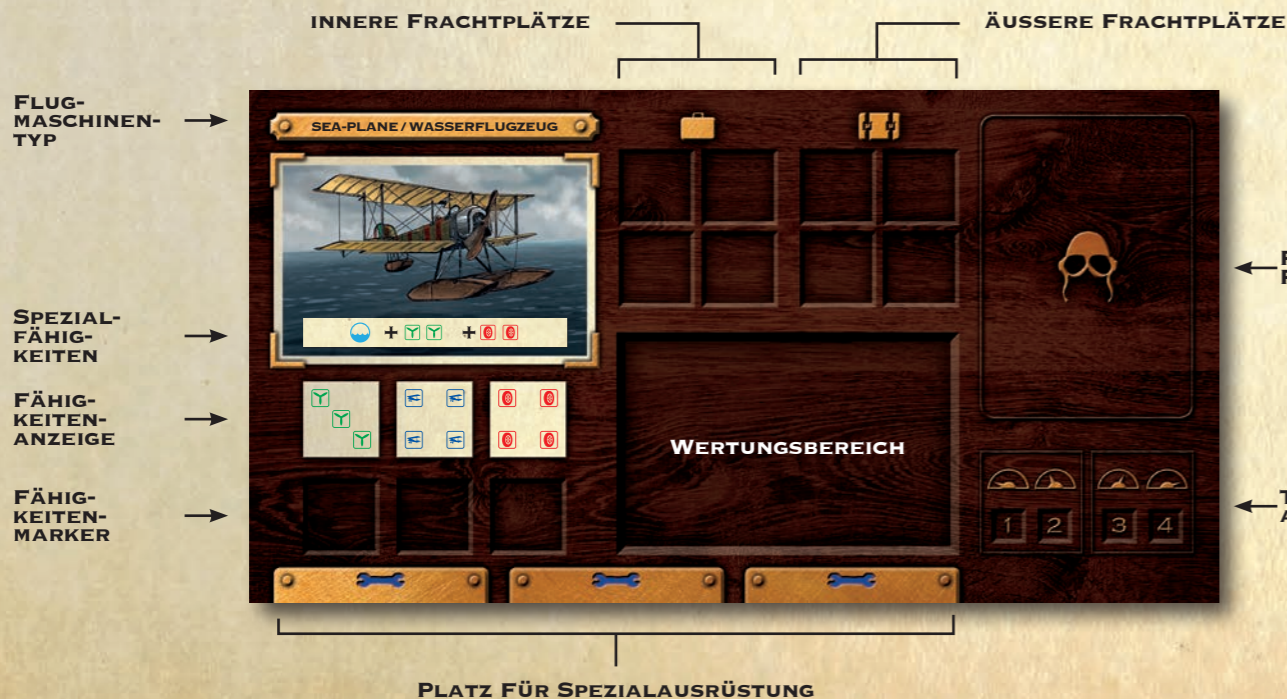 INNERE FRACHTPLÄTZE
ÄUSSERE FRACHTPLÄTZE
FLUG-
MASCHINEN-
TYP
SEA-PLANE / WASSERFLUGZEUG
SPEZIAL-
FÄHIG-
KEITEN
+ +
FÄHIG-
KEITEN-
ANZEIGE
WERTUNGSBEREICH
FÄHIG-
KEITEN-
MARKER
1 2 3 4
PLATZ FÜR SPEZIALAUSRÜSTUNG